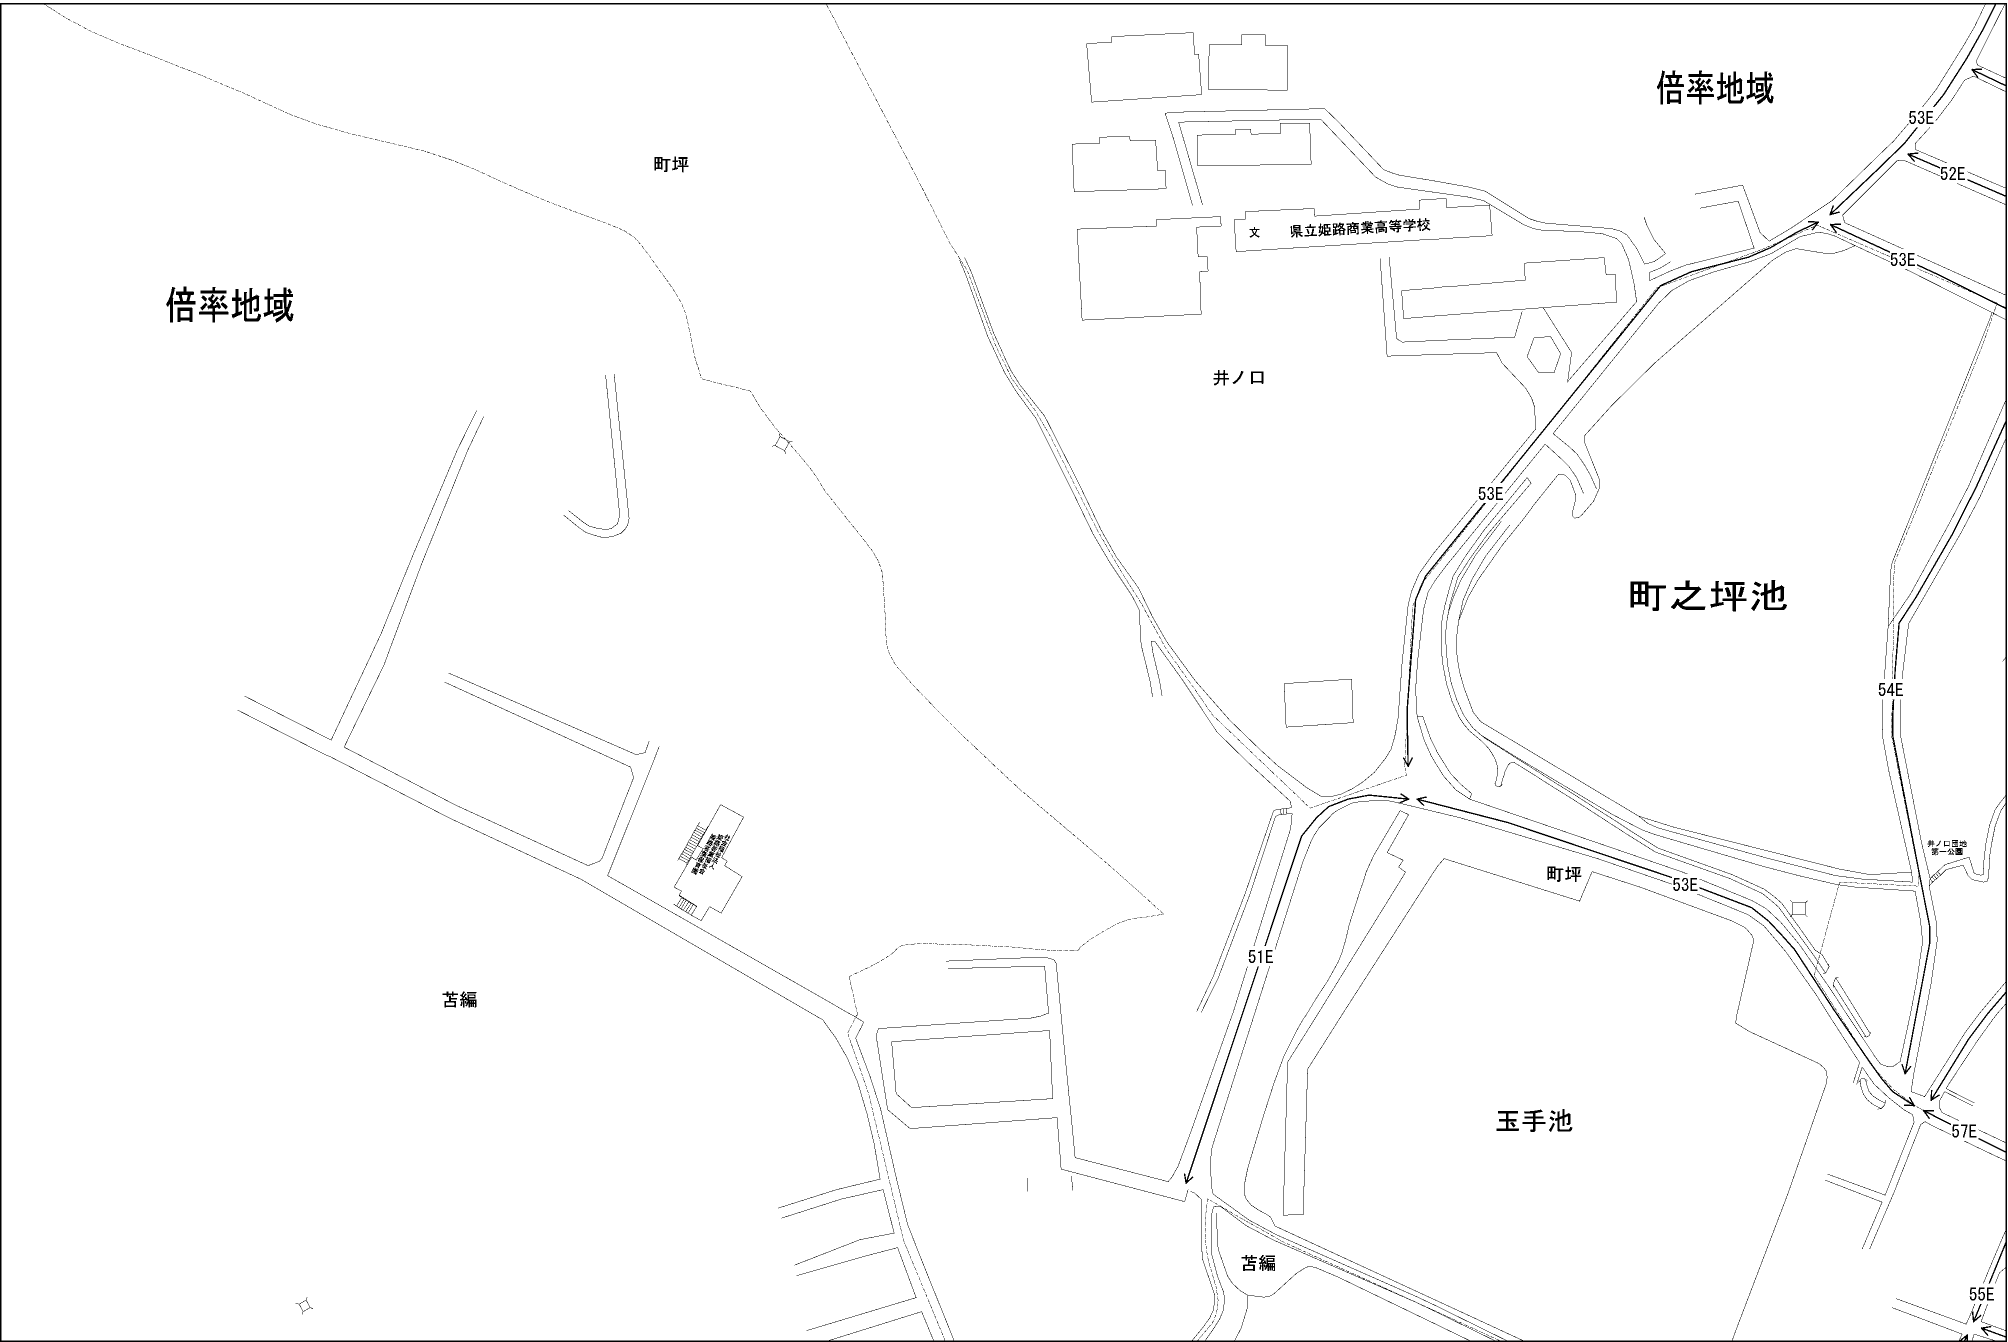 倍率地域
53E
町坪
52E
文 県立姫路商業高等学校
53E
倍率地域
井ノ口
53E
町之坪池
54E
井ノ口団地
第一公園
町坪
53E
51E
苫編
玉手池
57E
苫編
55E